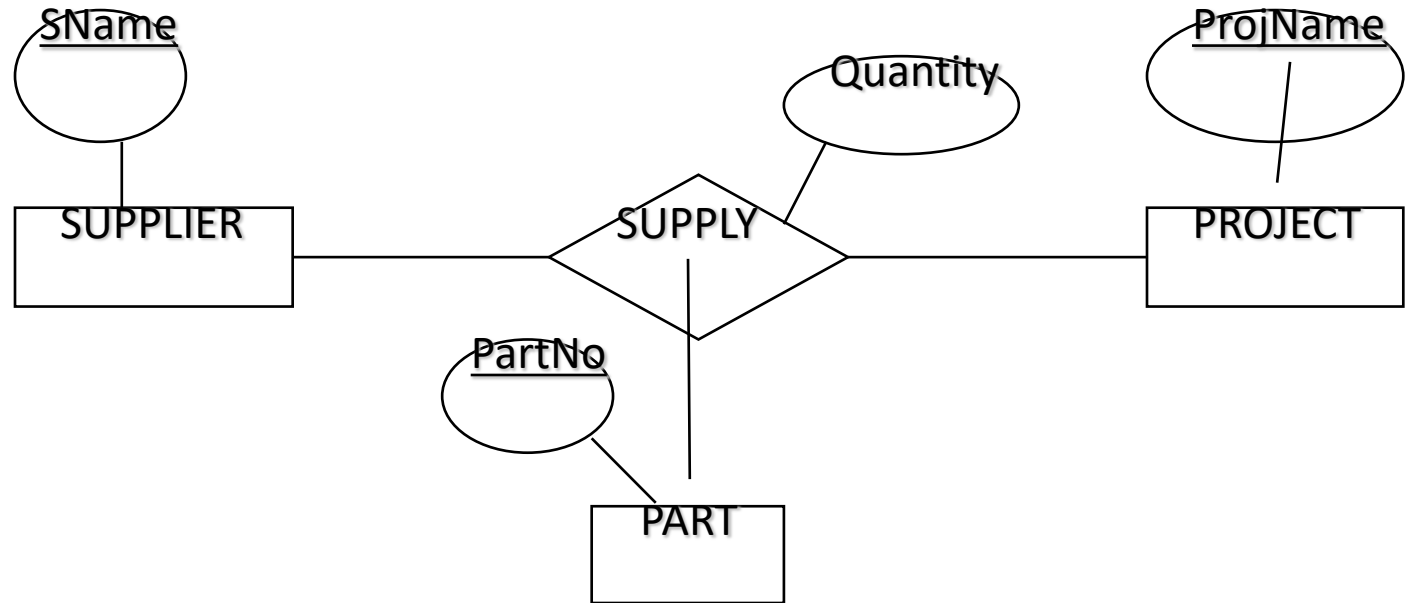 SName
ProjName
Quantity
SUPPLIER
SUPPLY
PROJECT
PartNo
PART